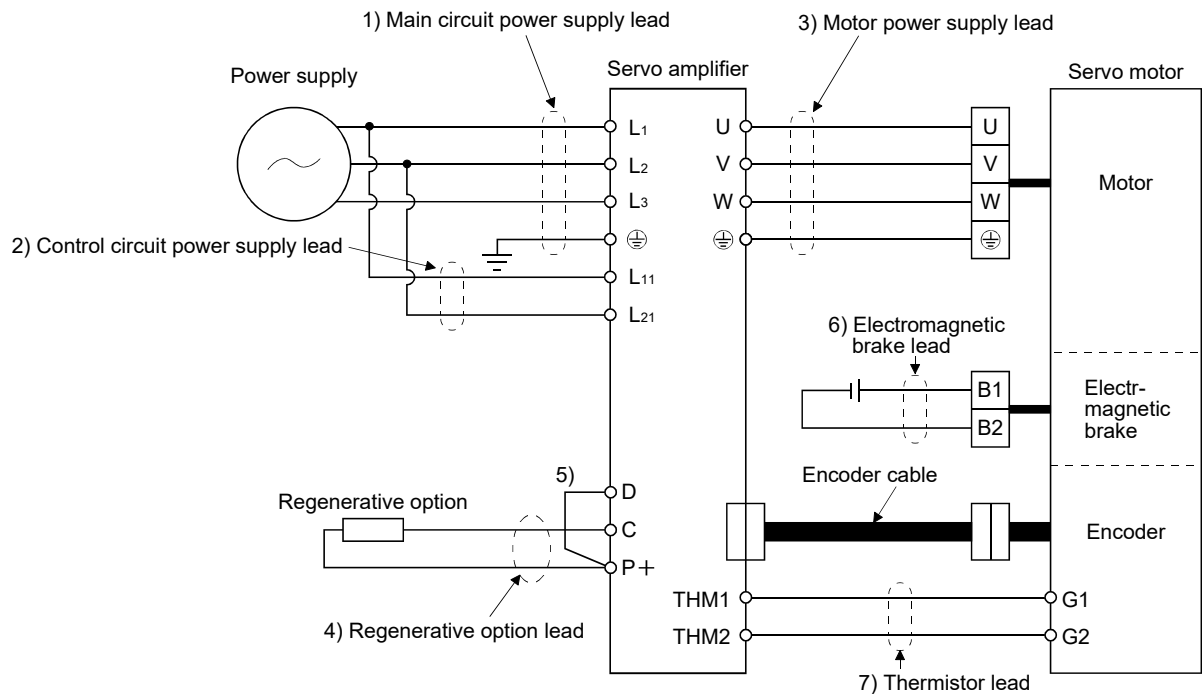 1) Main circuit power supply lead
3) Motor power supply lead
Power supply
Servo amplifier
Servo motor
L1
U
U
L2
V
V
Motor
L3
W
W
2) Control circuit power supply lead
L11
L21
6) Electromagnetic
brake lead
B1
B2
Electr-
magnetic
brake
5)
D
Encoder cable
Regenerative option
C
Encoder
P+
THM1
G1
4) Regenerative option lead
THM2
G2
7) Thermistor lead